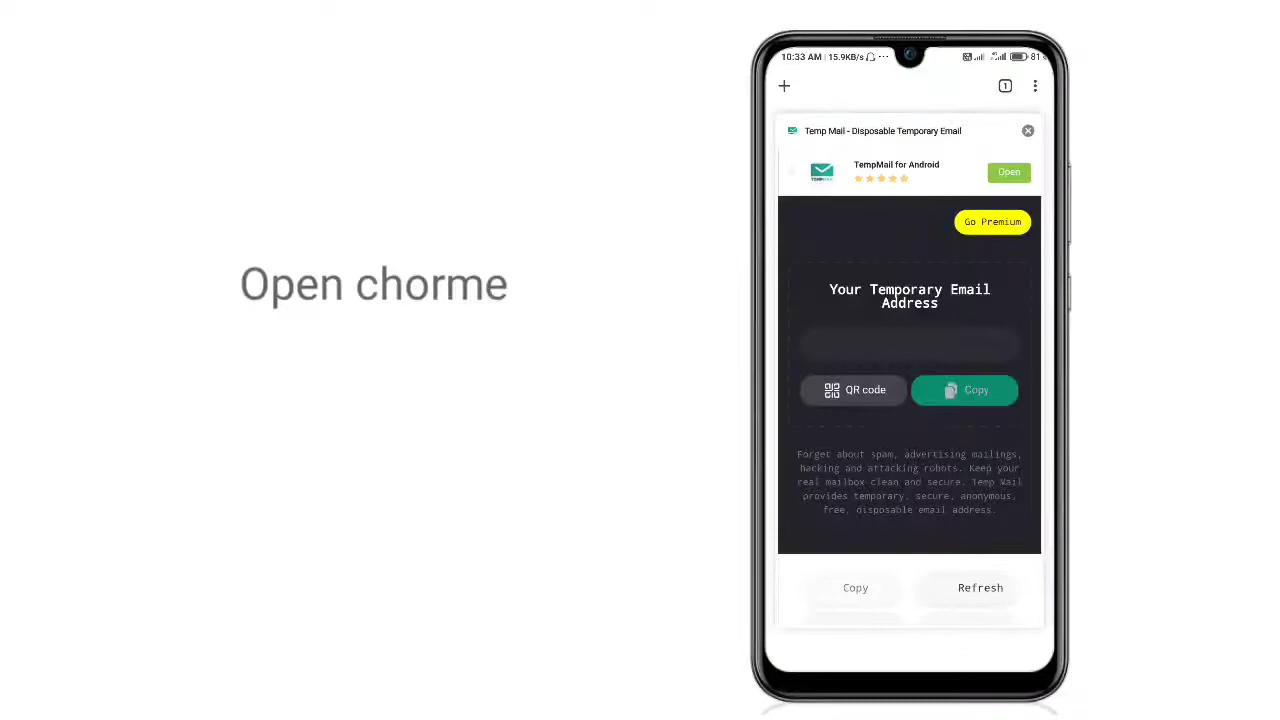 Open chorme
10:33 AM | 15.9KB/s ... 81
1
Temp Mail - Disposable Temporary Email
TempMail for Android
Open
Go Premium
Your Temporary Email
Address
QR code
Copy
Forget about spam, advertising mailings,
hacking and attacking robots. Keep your
real mailbox clean and secure. Temp Mail
provides temporary, secure, anonymous,
free, disposable email address.
Copy
Refresh